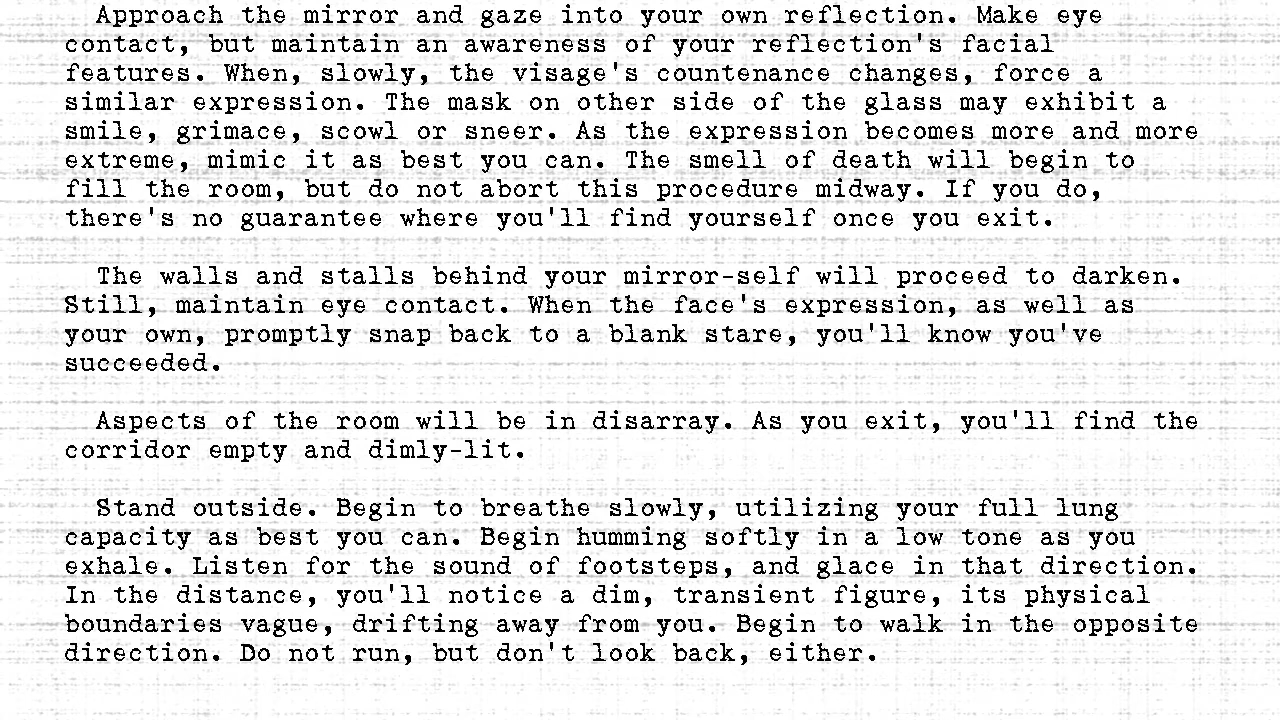 Approach the mirror and gaze into your own reflection. Make eye
contact, but maintain an awareness of your reflection's facial
features. When, slowly, the visage's countenance changes, force a
similar expression. The mask on other side of the glass may exhibit a
smile, grimace, scowl or sneer. As the expression becomes more and more
extreme, mimic it as best you can. The smell of death will begin to
fill the room, but do not abort this procedure midway. If you do,
there's no guarantee where you'll find yourself once you exit.
The walls and stalls behind your mirror-self will proceed to darken.
Still, maintain eye contact. When the face's expression, as well as
your own, promptly snap back to a blank stare, you'll know you've
succeeded.
Aspects of the room will be in disarray. As you exit, you'll find the
corridor empty and dimly-lit.
Stand outside. Begin to breathe slowly, utilizing your full lung
capacity as best you can. Begin humming softly in a low tone as you
exhale. Listen for the sound of footsteps, and glace in that direction.
In the distance, you'll notice a dim, transient figure, its physical
boundaries vague, drifting away from you. Begin to walk in the opposite
direction. Do not run, but don't look back, either.